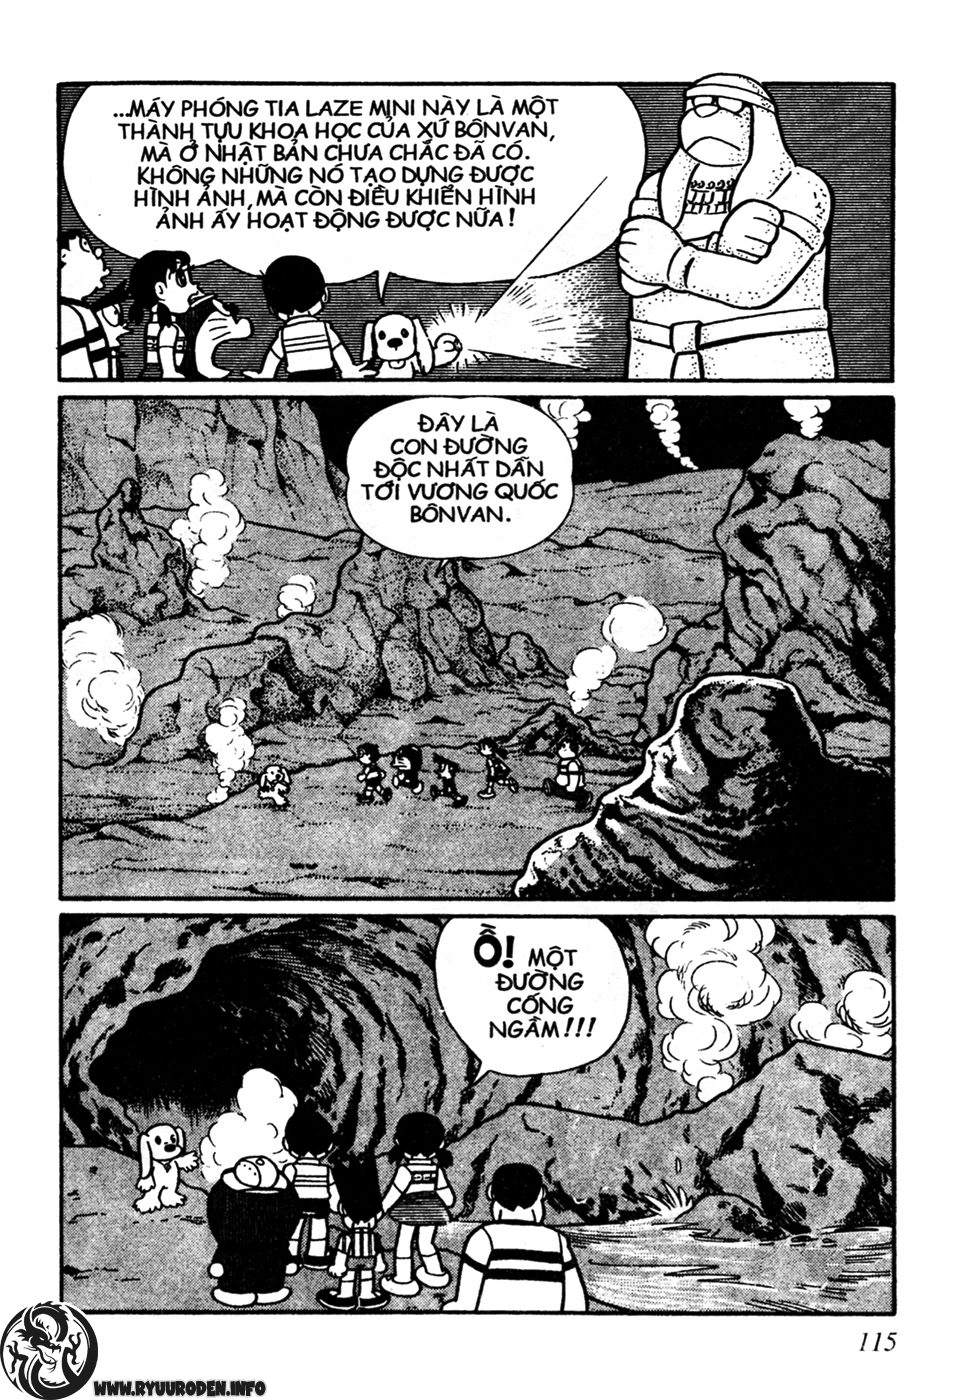 ...MÁY PHÓNG TIA LAZE MINI NÀY LÀ MỘT
THÀNH TỰU KHOA HỌC CỦA XỨ BÔNVAN,
MÀ Ở NHẬT BẢN CHƯA CHẮC ĐÃ CÓ.
KHÔNG NHỮNG NÓ TẠO DỰNG ĐƯỢC
HÌNH ẢNH, MÀ CÒN ĐIỀU KHIỂN HÌNH
ẢNH ẤY HOẠT ĐỘNG ĐƯỢC NỮA!
ĐÂY LÀ
CON ĐƯỜNG
ĐỘC NHẤT DẪN
TỚI VƯƠNG QUỐC
BÔNVAN.
Ồ! MỘT
ĐƯỜNG
CỐNG
NGẦM!!!
115
WWW.RYUURODEN.INFO